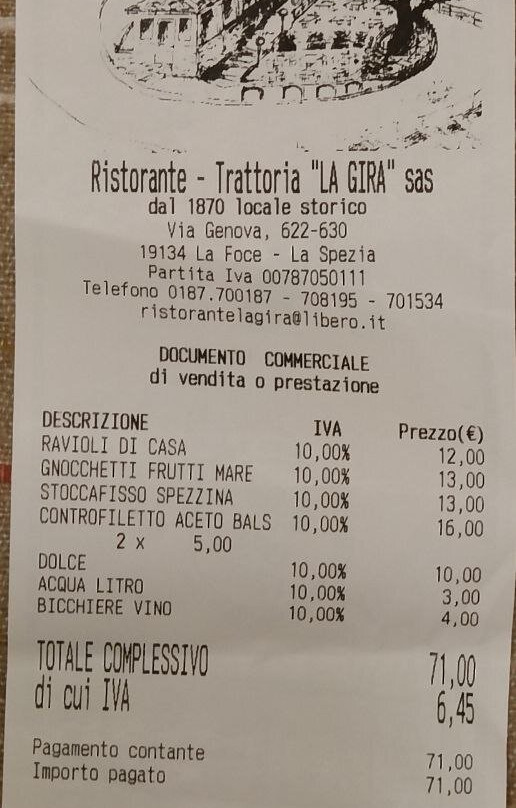 Ristorante - Trattoria "LA GIRA" sas
dal 1870 locale storico
Via Genova, 622-630
19134 La Foce - La Spezia
Partita Iva 00787050111
Telefono 0187.700187 - 708195 - 701534
ristorantelagira@libero.it
DOCUMENTO COMMERCIALE
di vendita o prestazione
DESCRIZIONE IVA Prezzo(€)
RAVIOLI DI CASA 10,00% 12,00
GNOCCHETTI FRUTTI MARE 10,00% 13,00
STOCCAFISSO SPEZZINA 10,00% 13,00
CONTROFILETTO ACETO BALS 10,00% 16,00
2 x 5,00
DOLCE 10,00% 10,00
ACQUA LITRO 10,00% 3,00
BICCHIERE VINO 10,00% 4,00
TOTALE COMPLESSIVO 71,00
di cui IVA 6,45
Pagamento contante 71,00
Importo pagato 71,00